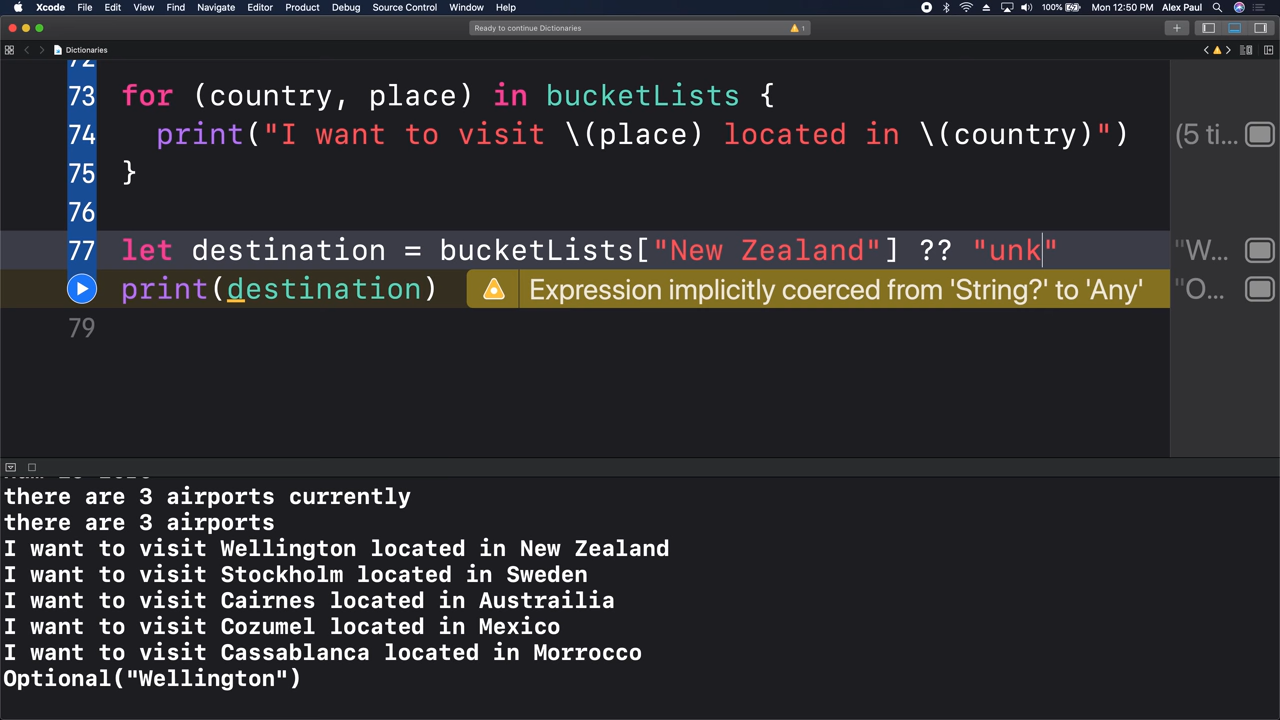 Xcode File Edit View Find Navigate Editor Product Debug Source Control Window Help 100% Mon 12:50 PM Alex Paul
Ready to continue Dictionaries 1
Dictionaries
72
73 for (country, place) in bucketLists {
74 print("I want to visit \(place) located in \(country)") (5 ti...
75 }
76
77 let destination = bucketLists["New Zealand"] ?? "unk" "W...
print(destination) Expression implicitly coerced from 'String?' to 'Any' "O...
79
there are 3 airports currently
there are 3 airports
I want to visit Wellington located in New Zealand
I want to visit Stockholm located in Sweden
I want to visit Cairnes located in Austrailia
I want to visit Cozumel located in Mexico
I want to visit Cassablanca located in Morrocco
Optional("Wellington")